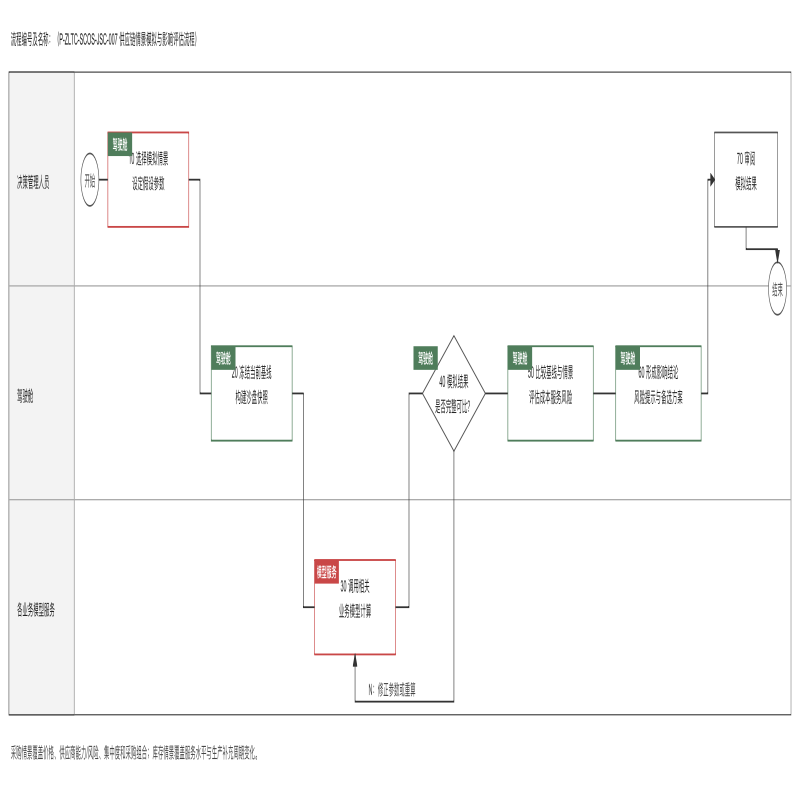 流程编号及名称：（P-ZLTC-SCOS-JSC-007 供应链情景模拟与影响评估流程）
决策管理人员
开始
驾驶舱
10 选择模拟情景
设定假设参数
70 审阅
模拟结果
结束
驾驶舱
驾驶舱
20 冻结当前基线
构建沙盘快照
驾驶舱
40 模拟结果
是否完整可比？
驾驶舱
50 比较基线与情景
评估成本服务风险
驾驶舱
60 形成影响结论
风险提示与备选方案
各业务模型服务
模型服务
30 调用相关
业务模型计算
N：修正参数或重算
采购情景覆盖价格、供应商能力/风险、集中度和采购组合；库存情景覆盖服务水平与生产补充周期变化。